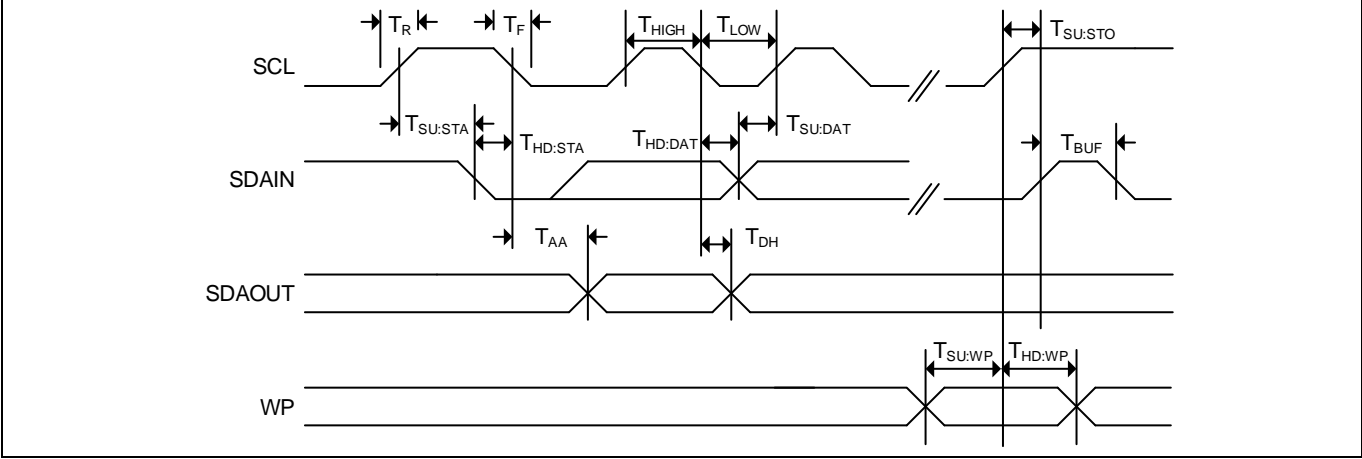 T_R T_F T_HIGH T_LOW T_SU:STO
SCL
T_SU:STA T_HD:STA T_HD:DAT T_SU:DAT T_BUF
SDAIN
T_AA T_DH
SDAOUT
T_SU:WP T_HD:WP
WP